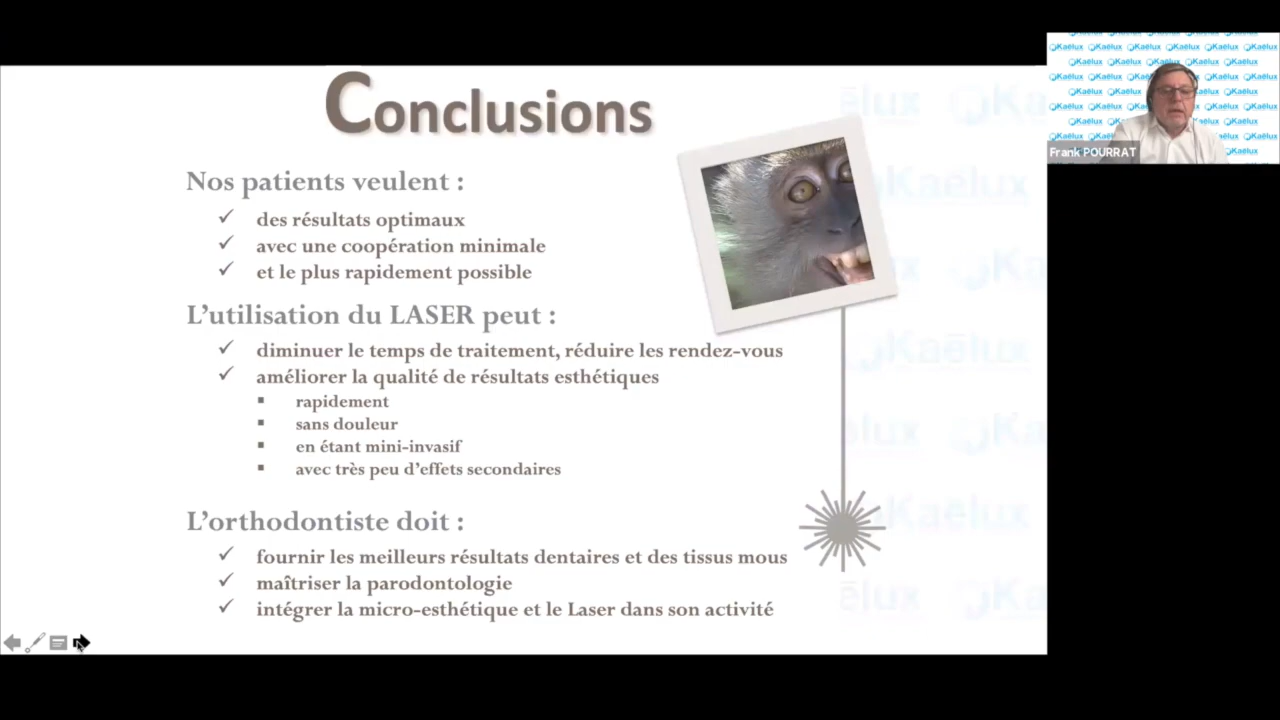 Conclusions
Nos patients veulent :
des résultats optimaux
avec une coopération minimale
et le plus rapidement possible
L'utilisation du LASER peut :
diminuer le temps de traitement, réduire les rendez-vous
améliorer la qualité de résultats esthétiques
rapidement
sans douleur
en étant mini-invasif
avec très peu d'effets secondaires
L'orthodontiste doit :
fournir les meilleurs résultats dentaires et des tissus mous
maîtriser la parodontologie
intégrer la micro-esthétique et le Laser dans son activité
Kaēlux
Kaēlux
Kaēlux
Frank POURRAT